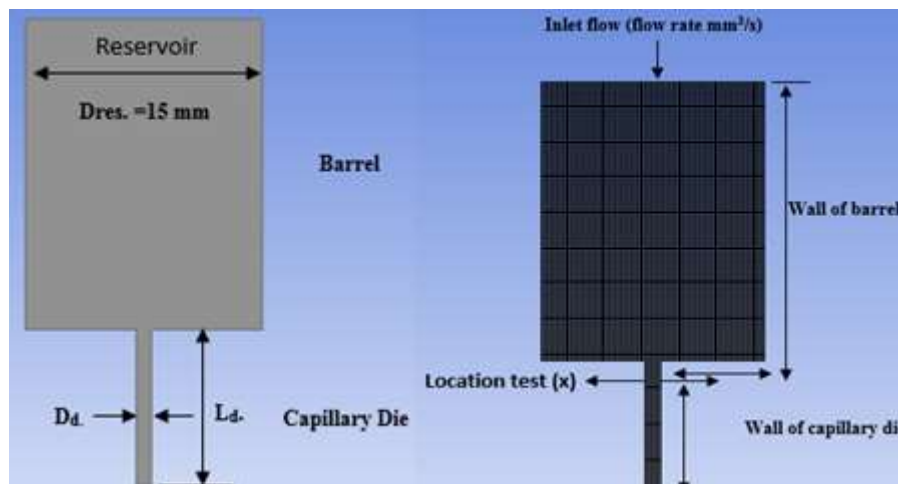 Reservoir
Dres. =15 mm
Barrel
Dd.
Ld.
Capillary Die
Inlet flow (flow rate mm³/s)
Wall of barrel
Location test (x)
Wall of capillary di